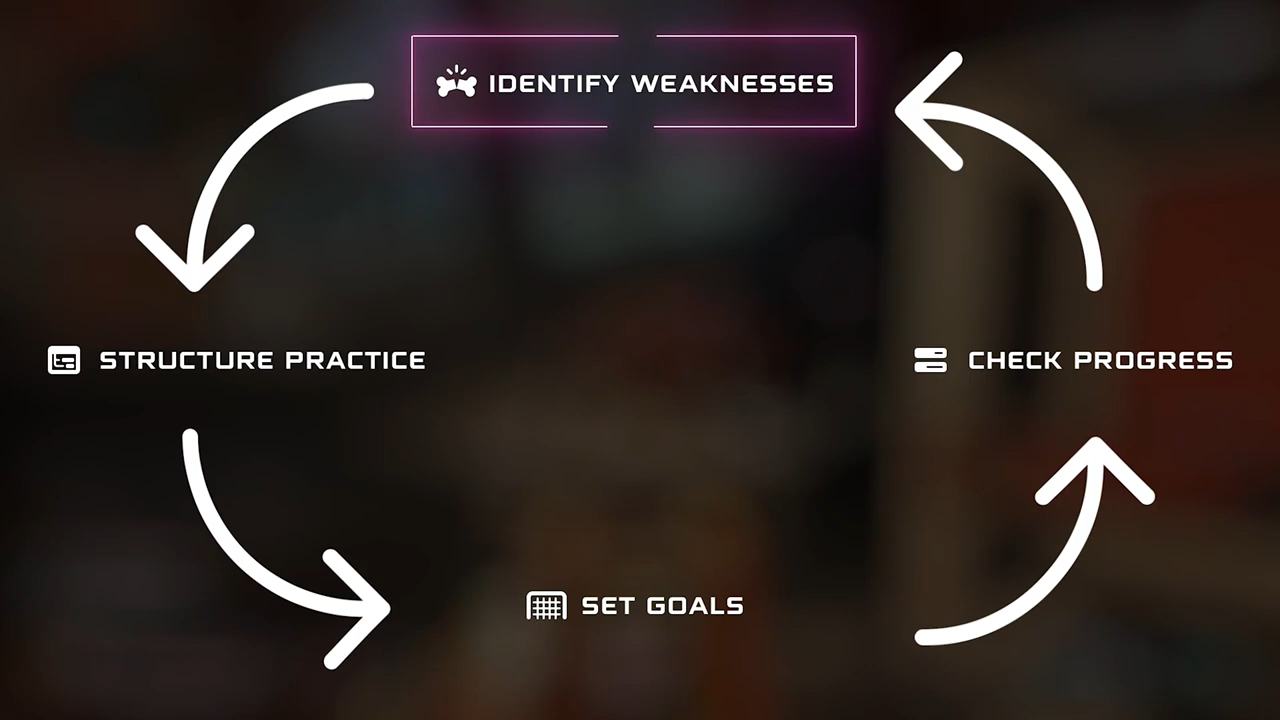 IDENTIFY WEAKNESSES
STRUCTURE PRACTICE
CHECK PROGRESS
SET GOALS